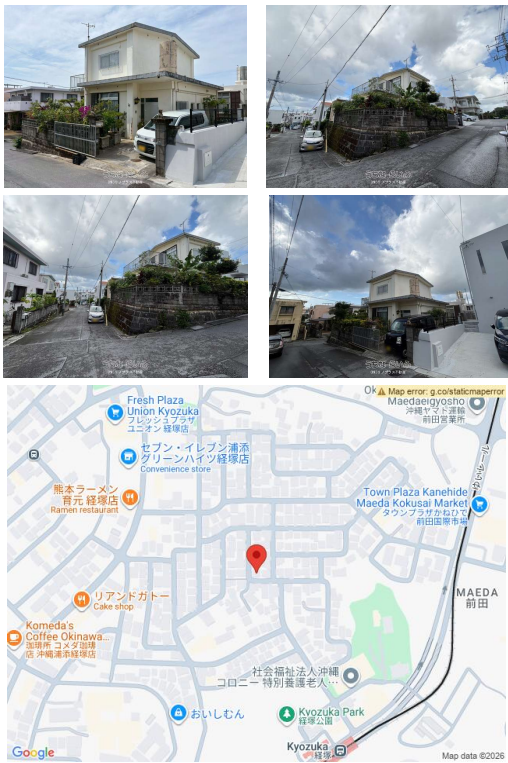 Ok
Map error: g.co/staticmaperror
Fresh Plaza
Union Kyozuka
フレッシュプラザ
ユニオン 経塚店
Maedaeigyosho
沖縄ヤマト運輸
前田営業所
セブン-イレブン浦添
グリーンハイツ経塚店
Convenience store
ゆいレール
熊本ラーメン
育元 経塚店
Ramen restaurant
Town Plaza Kanehide
Maeda Kokusai Market
タウンプラザかねひで
前田国際市場
MAEDA
前田
リアンドガトー
Cake shop
Komeda's
Coffee Okinawa...
珈琲所 コメダ珈琲
店 沖縄浦添経塚店
社会福祉法人沖縄
コロニー 特別養護老人…
おいしむん
Kyozuka Park
経塚公園
Kyozuka
経塚
Google
Map data ©2026